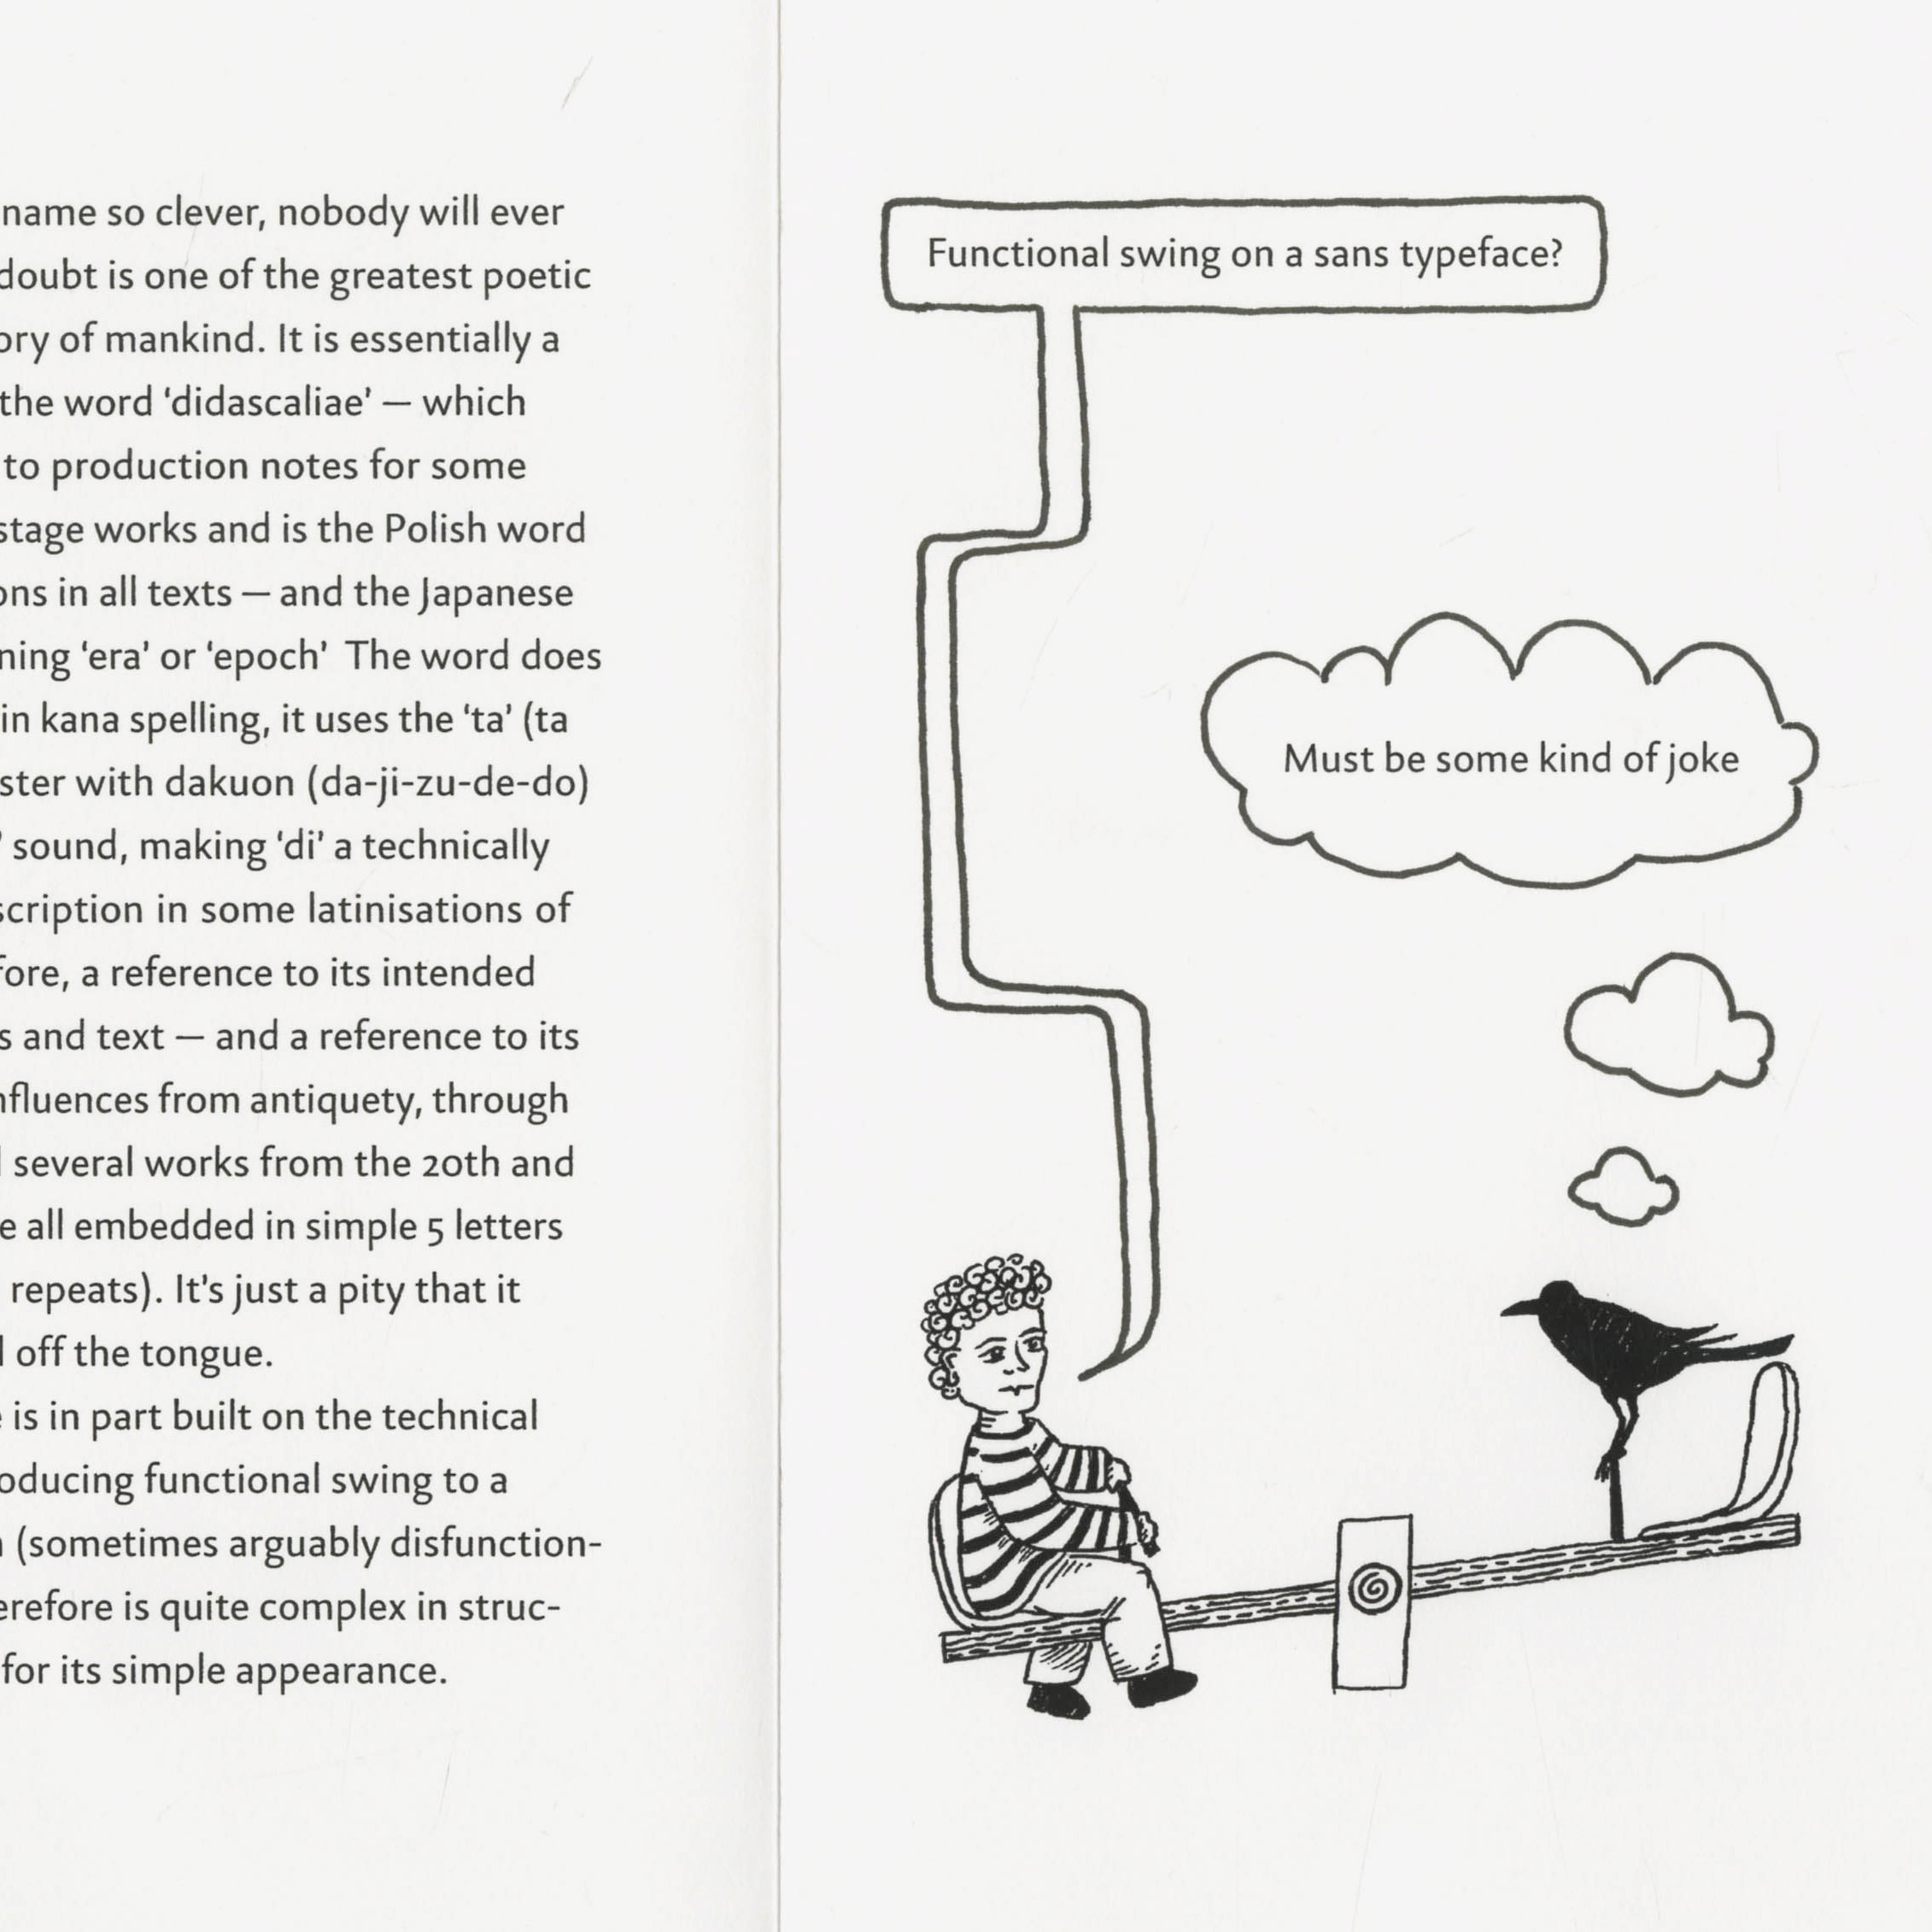 name so clever, nobody will ever
doubt is one of the greatest poetic
ory of mankind. It is essentially a
the word ‘didascaliae’ — which
to production notes for some
stage works and is the Polish word
ons in all texts — and the Japanese
ning ‘era’ or ‘epoch’ The word does
in kana spelling, it uses the ‘ta’ (ta
ster with dakuon (da-ji-zu-de-do)
’ sound, making ‘di’ a technically
scription in some latinisations of
fore, a reference to its intended
s and text — and a reference to its
nfluences from antiquety, through
several works from the 20th and
e all embedded in simple 5 letters
repeats). It's just a pity that it
off the tongue.
is in part built on the technical
oducing functional swing to a
(sometimes arguably disfunction-
erefore is quite complex in struc-
for its simple appearance.
Functional swing on a sans typeface?
Must be some kind of joke